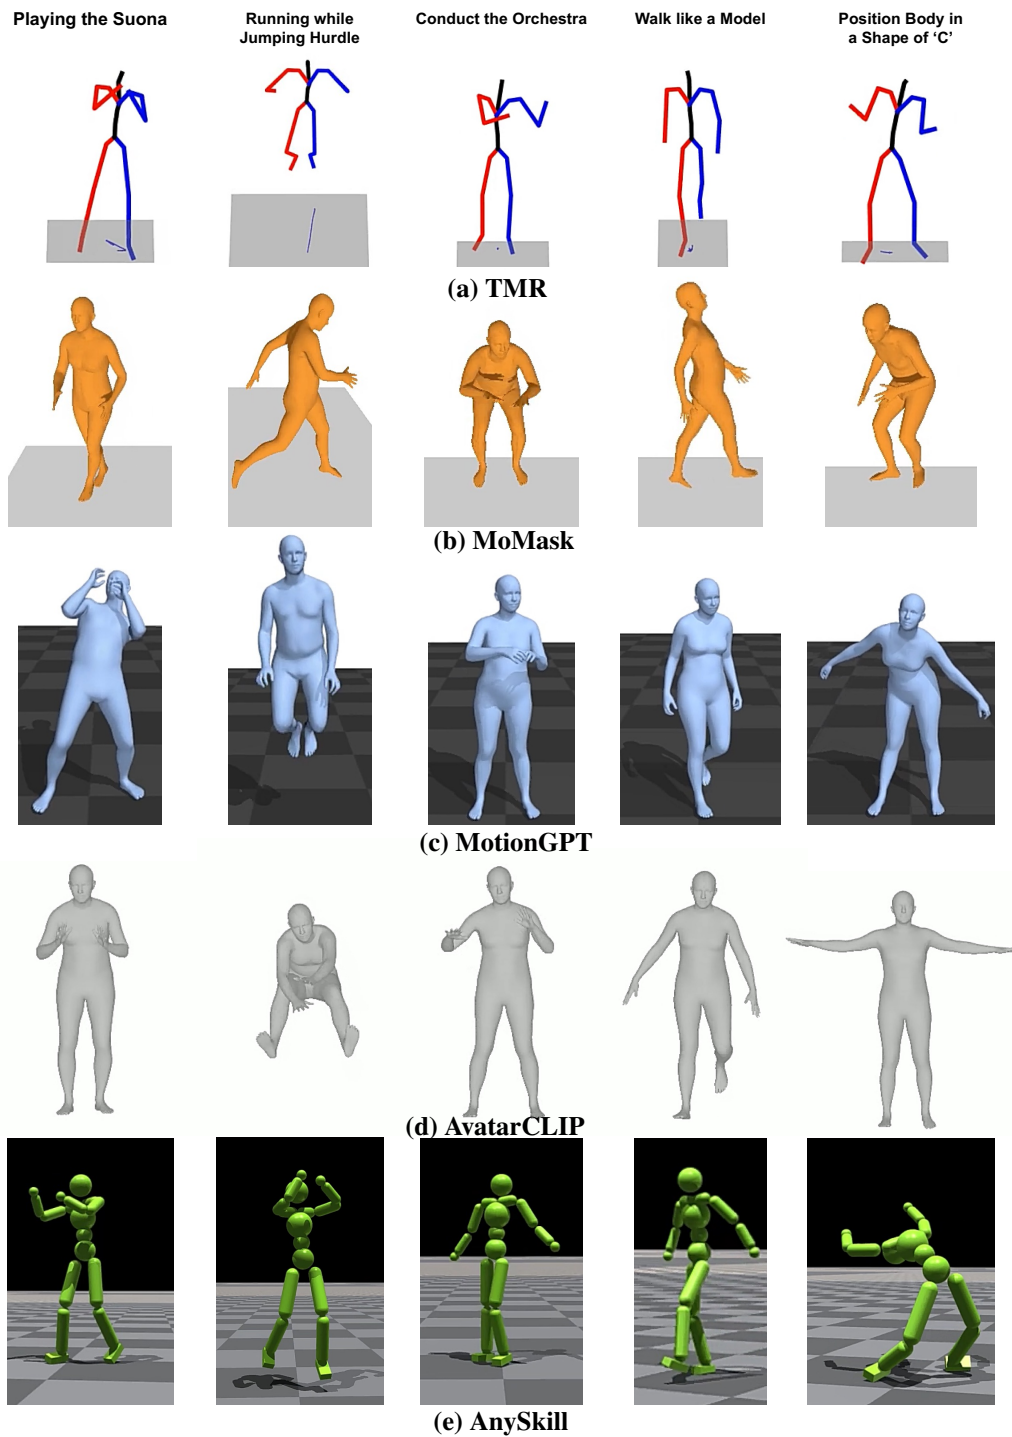 Playing the Suona
Running while
Jumping Hurdle
Conduct the Orchestra
Walk like a Model
Position Body in
a Shape of ‘C’
(a) TMR
(b) MoMask
(c) MotionGPT
(d) AvatarCLIP
(e) AnySkill